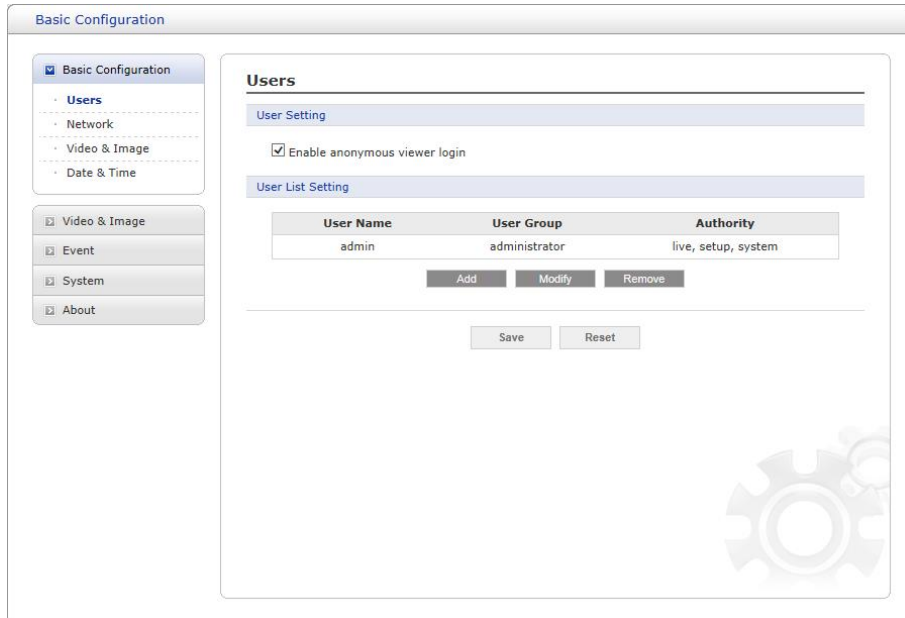 Basic Configuration
Basic Configuration
Users
Network
Video & Image
Date & Time
Video & Image
Event
System
About
Users
User Setting
Enable anonymous viewer login
User List Setting
User Name User Group Authority
admin administrator live, setup, system
Add Modify Remove
Save Reset